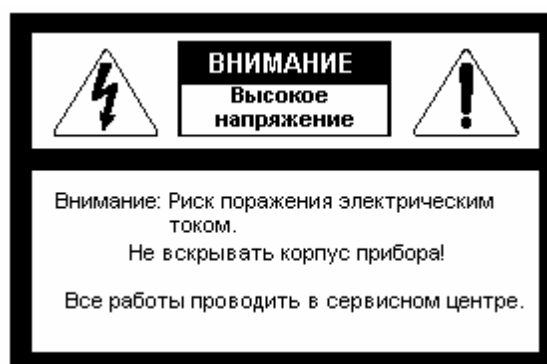 ВНИМАНИЕ
Высокое
напряжение
Внимание: Риск поражения электрическим
током.
Не вскрывать корпус прибора!
Все работы проводить в сервисном центре.